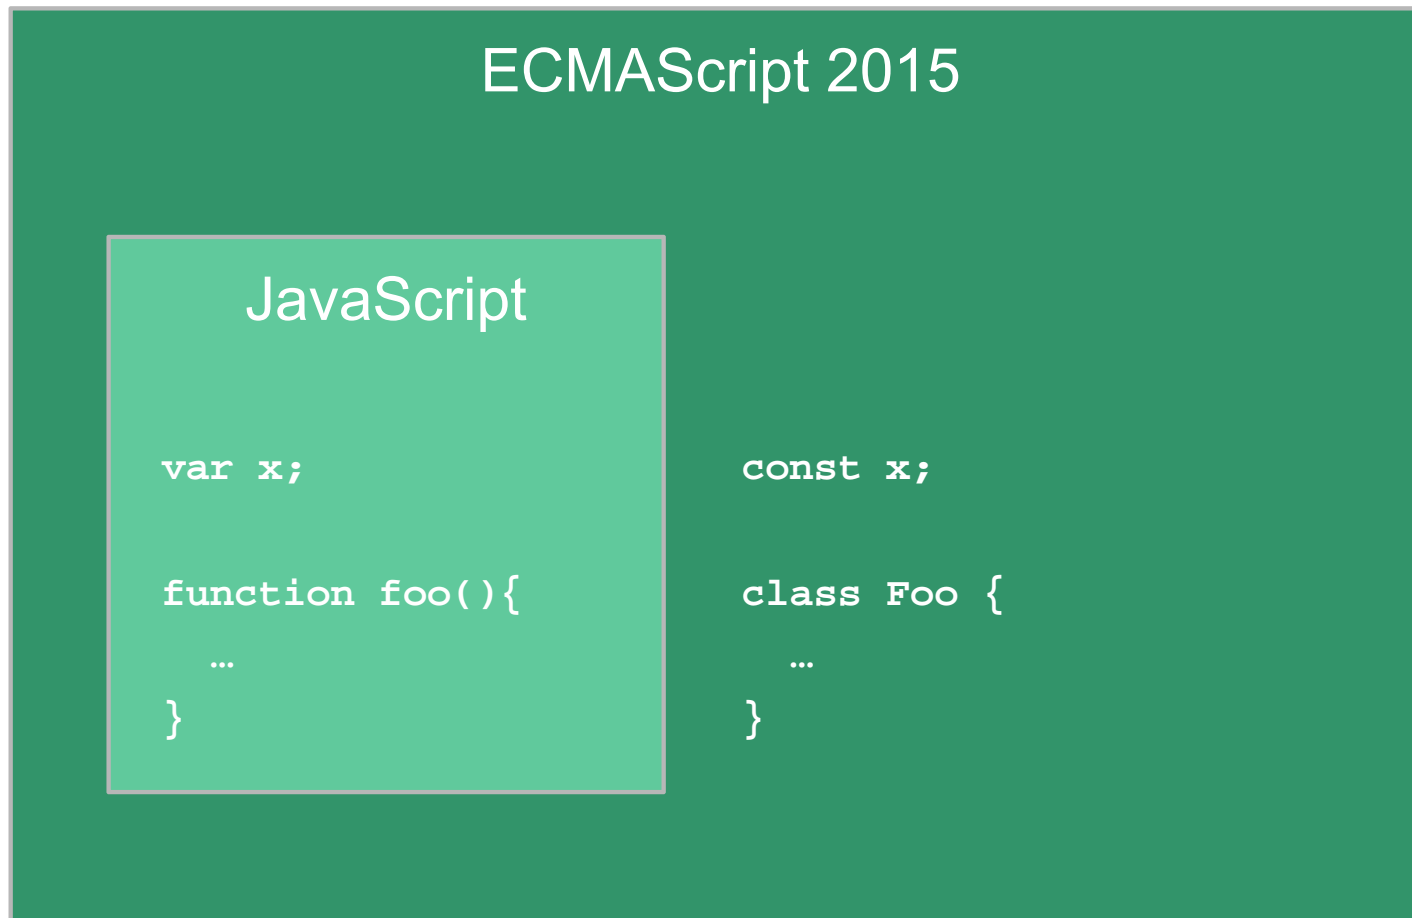 ECMAScript 2015
JavaScript
var x;
function foo(){
…
}
const x;
class Foo {
…
}